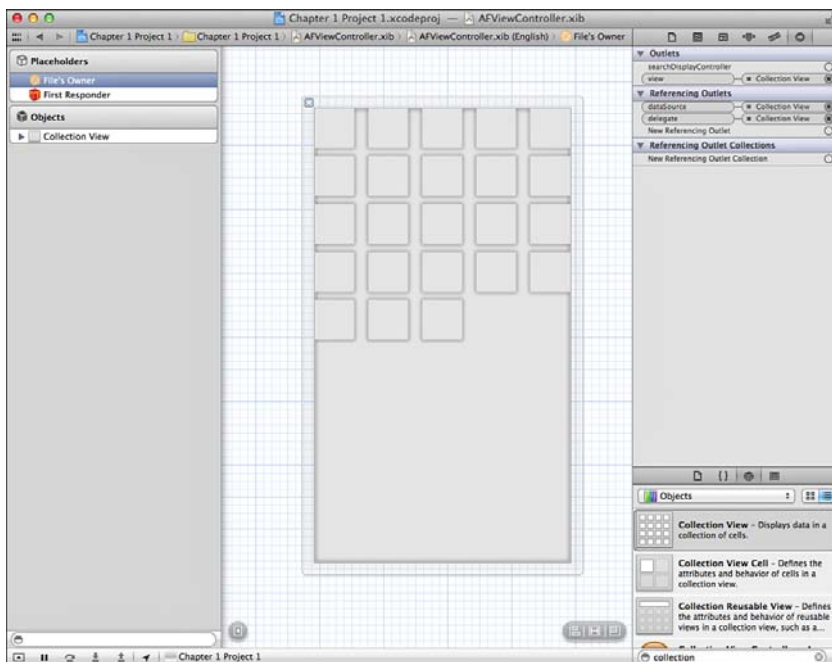 Chapter 1 Project 1.xcodeproj — AFViewController.xib
Chapter 1 Project 1
Chapter 1 Project 1
AFViewController.xib
AFViewController.xib (English)
File's Owner
Placeholders
File's Owner
First Responder
Objects
Collection View
Outlets
searchDisplayController
view
Collection View
Referencing Outlets
dataSource
Collection View
delegate
Collection View
New Referencing Outlet
Referencing Outlet Collections
New Referencing Outlet Collection
{}
Objects
Collection View – Displays data in a
collection of cells.
Collection View Cell – Defines the
attributes and behavior of cells in a
collection view.
Collection Reusable View – Defines
the attributes and behavior of reusable
views in a collection view, such as a...
Chapter 1 Project 1
collection